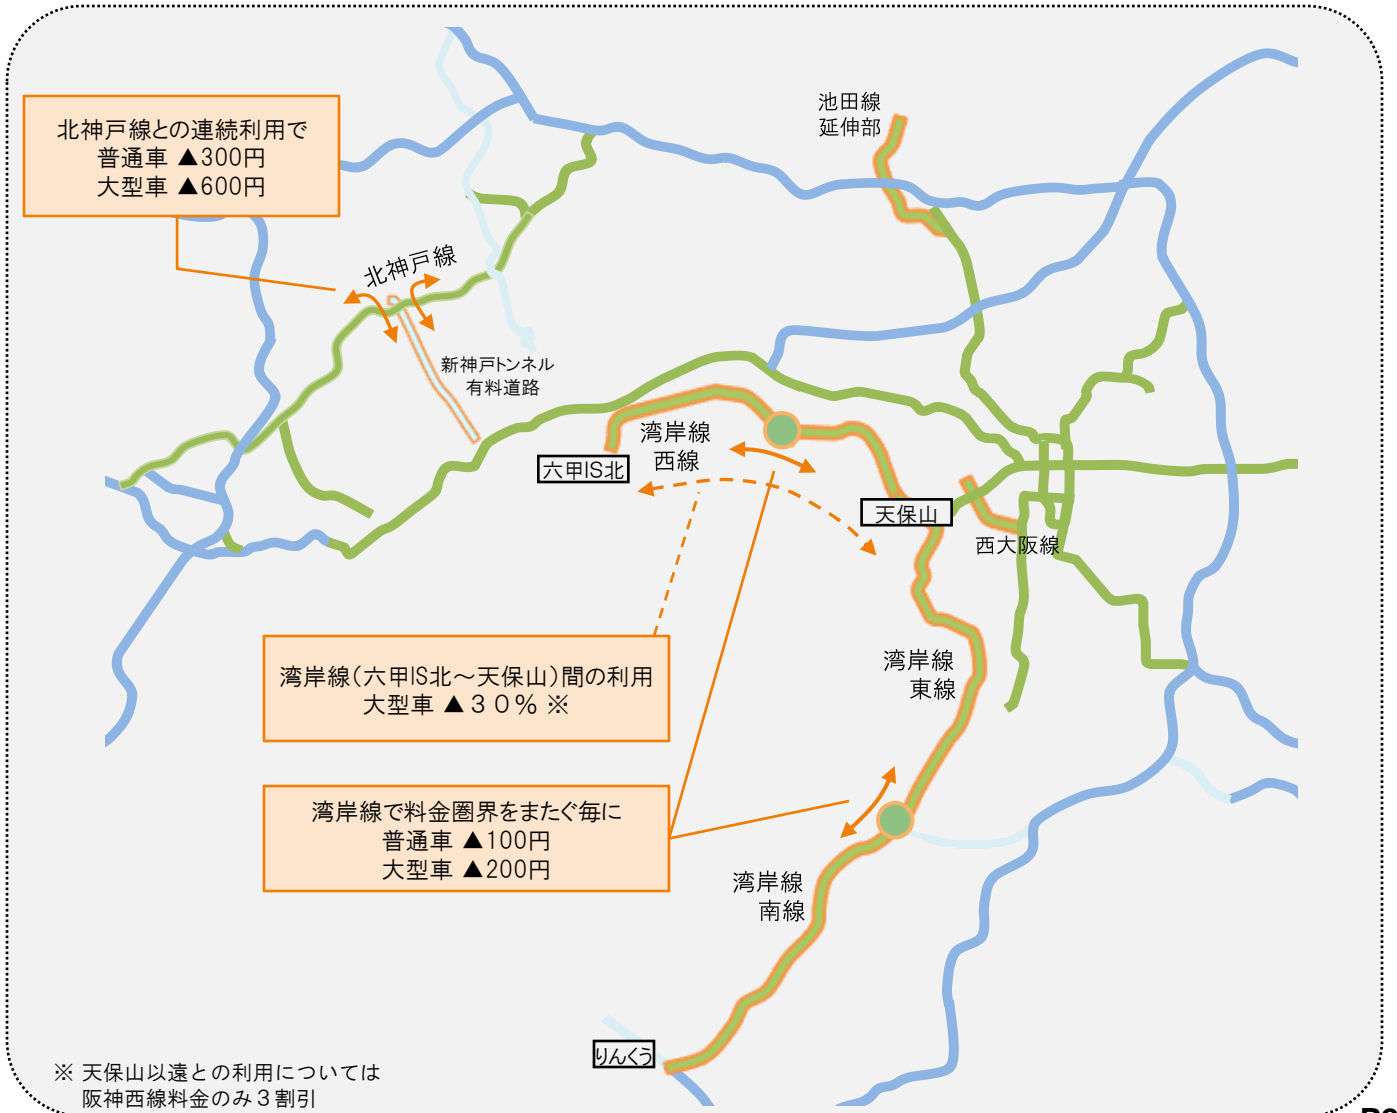 北神戸線との連続利用で
普通車 ▲300円
大型車 ▲600円
池田線
延伸部
北神戸線
新神戸トンネル
有料道路
湾岸線
西線
六甲IS北
天保山
西大阪線
湾岸線(六甲IS北~天保山)間の利用
大型車 ▲30% ※
湾岸線
東線
湾岸線で料金圏界をまたぐ毎に
普通車 ▲100円
大型車 ▲200円
湾岸線
南線
りんくう
※ 天保山以遠との利用については
阪神西線料金のみ3割引